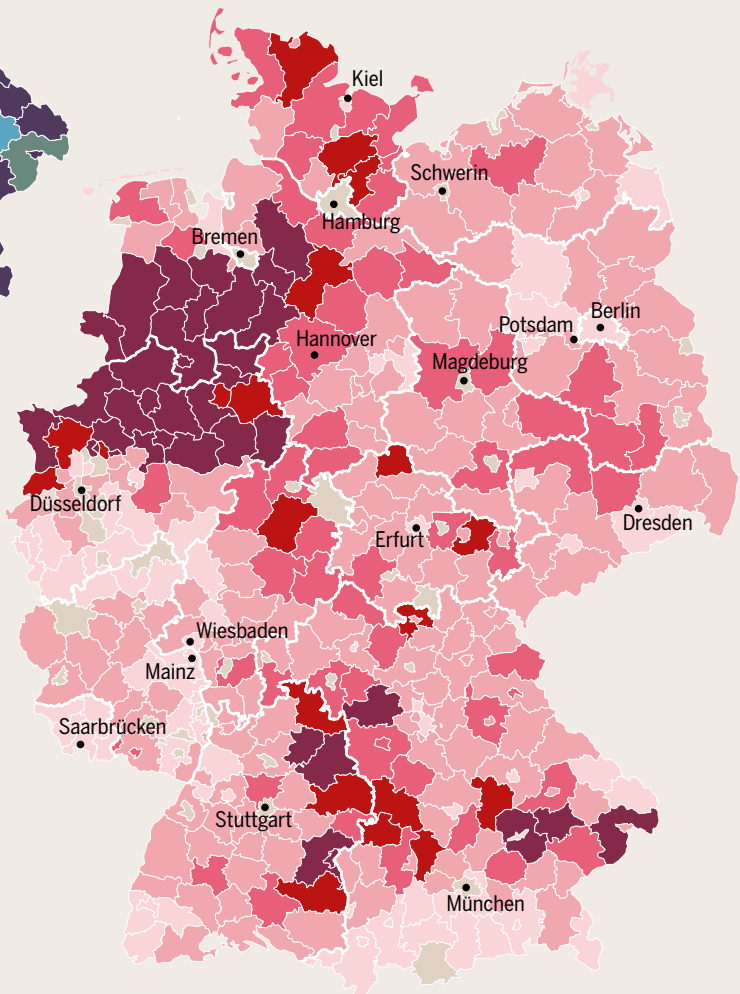 Kiel
Schwerin
Hamburg
Bremen
Berlin
Potsdam
Hannover
Magdeburg
Düsseldorf
Dresden
Erfurt
Wiesbaden
Mainz
Saarbrücken
Stuttgart
München